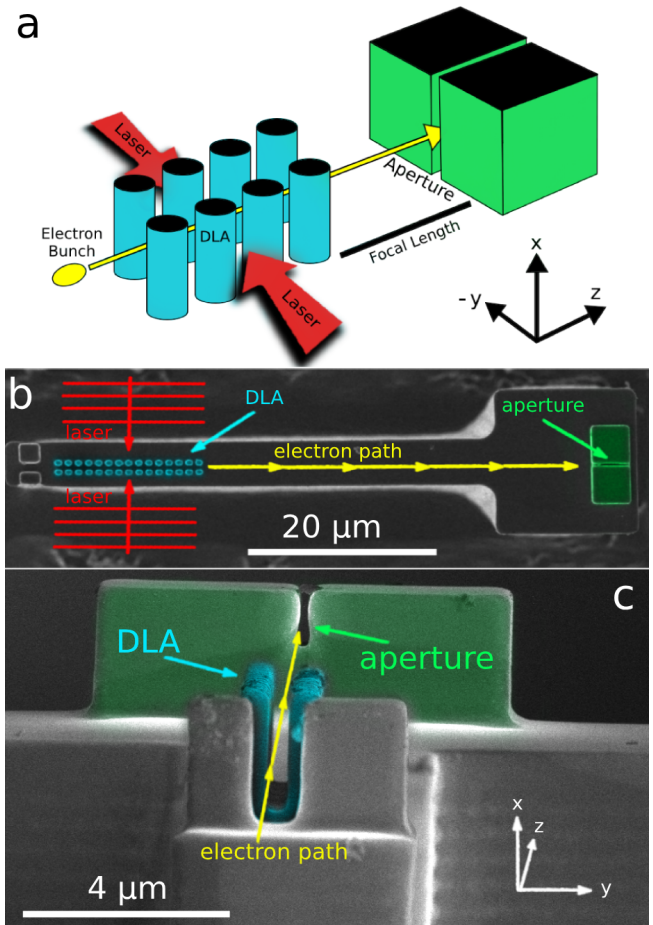 a
Laser
Electron
Bunch
DLA
Aperture
Focal Length
Laser
x
-y
z
b
DLA
aperture
laser
electron path
laser
20 μm
c
DLA
aperture
electron path
x
z
y
4 μm